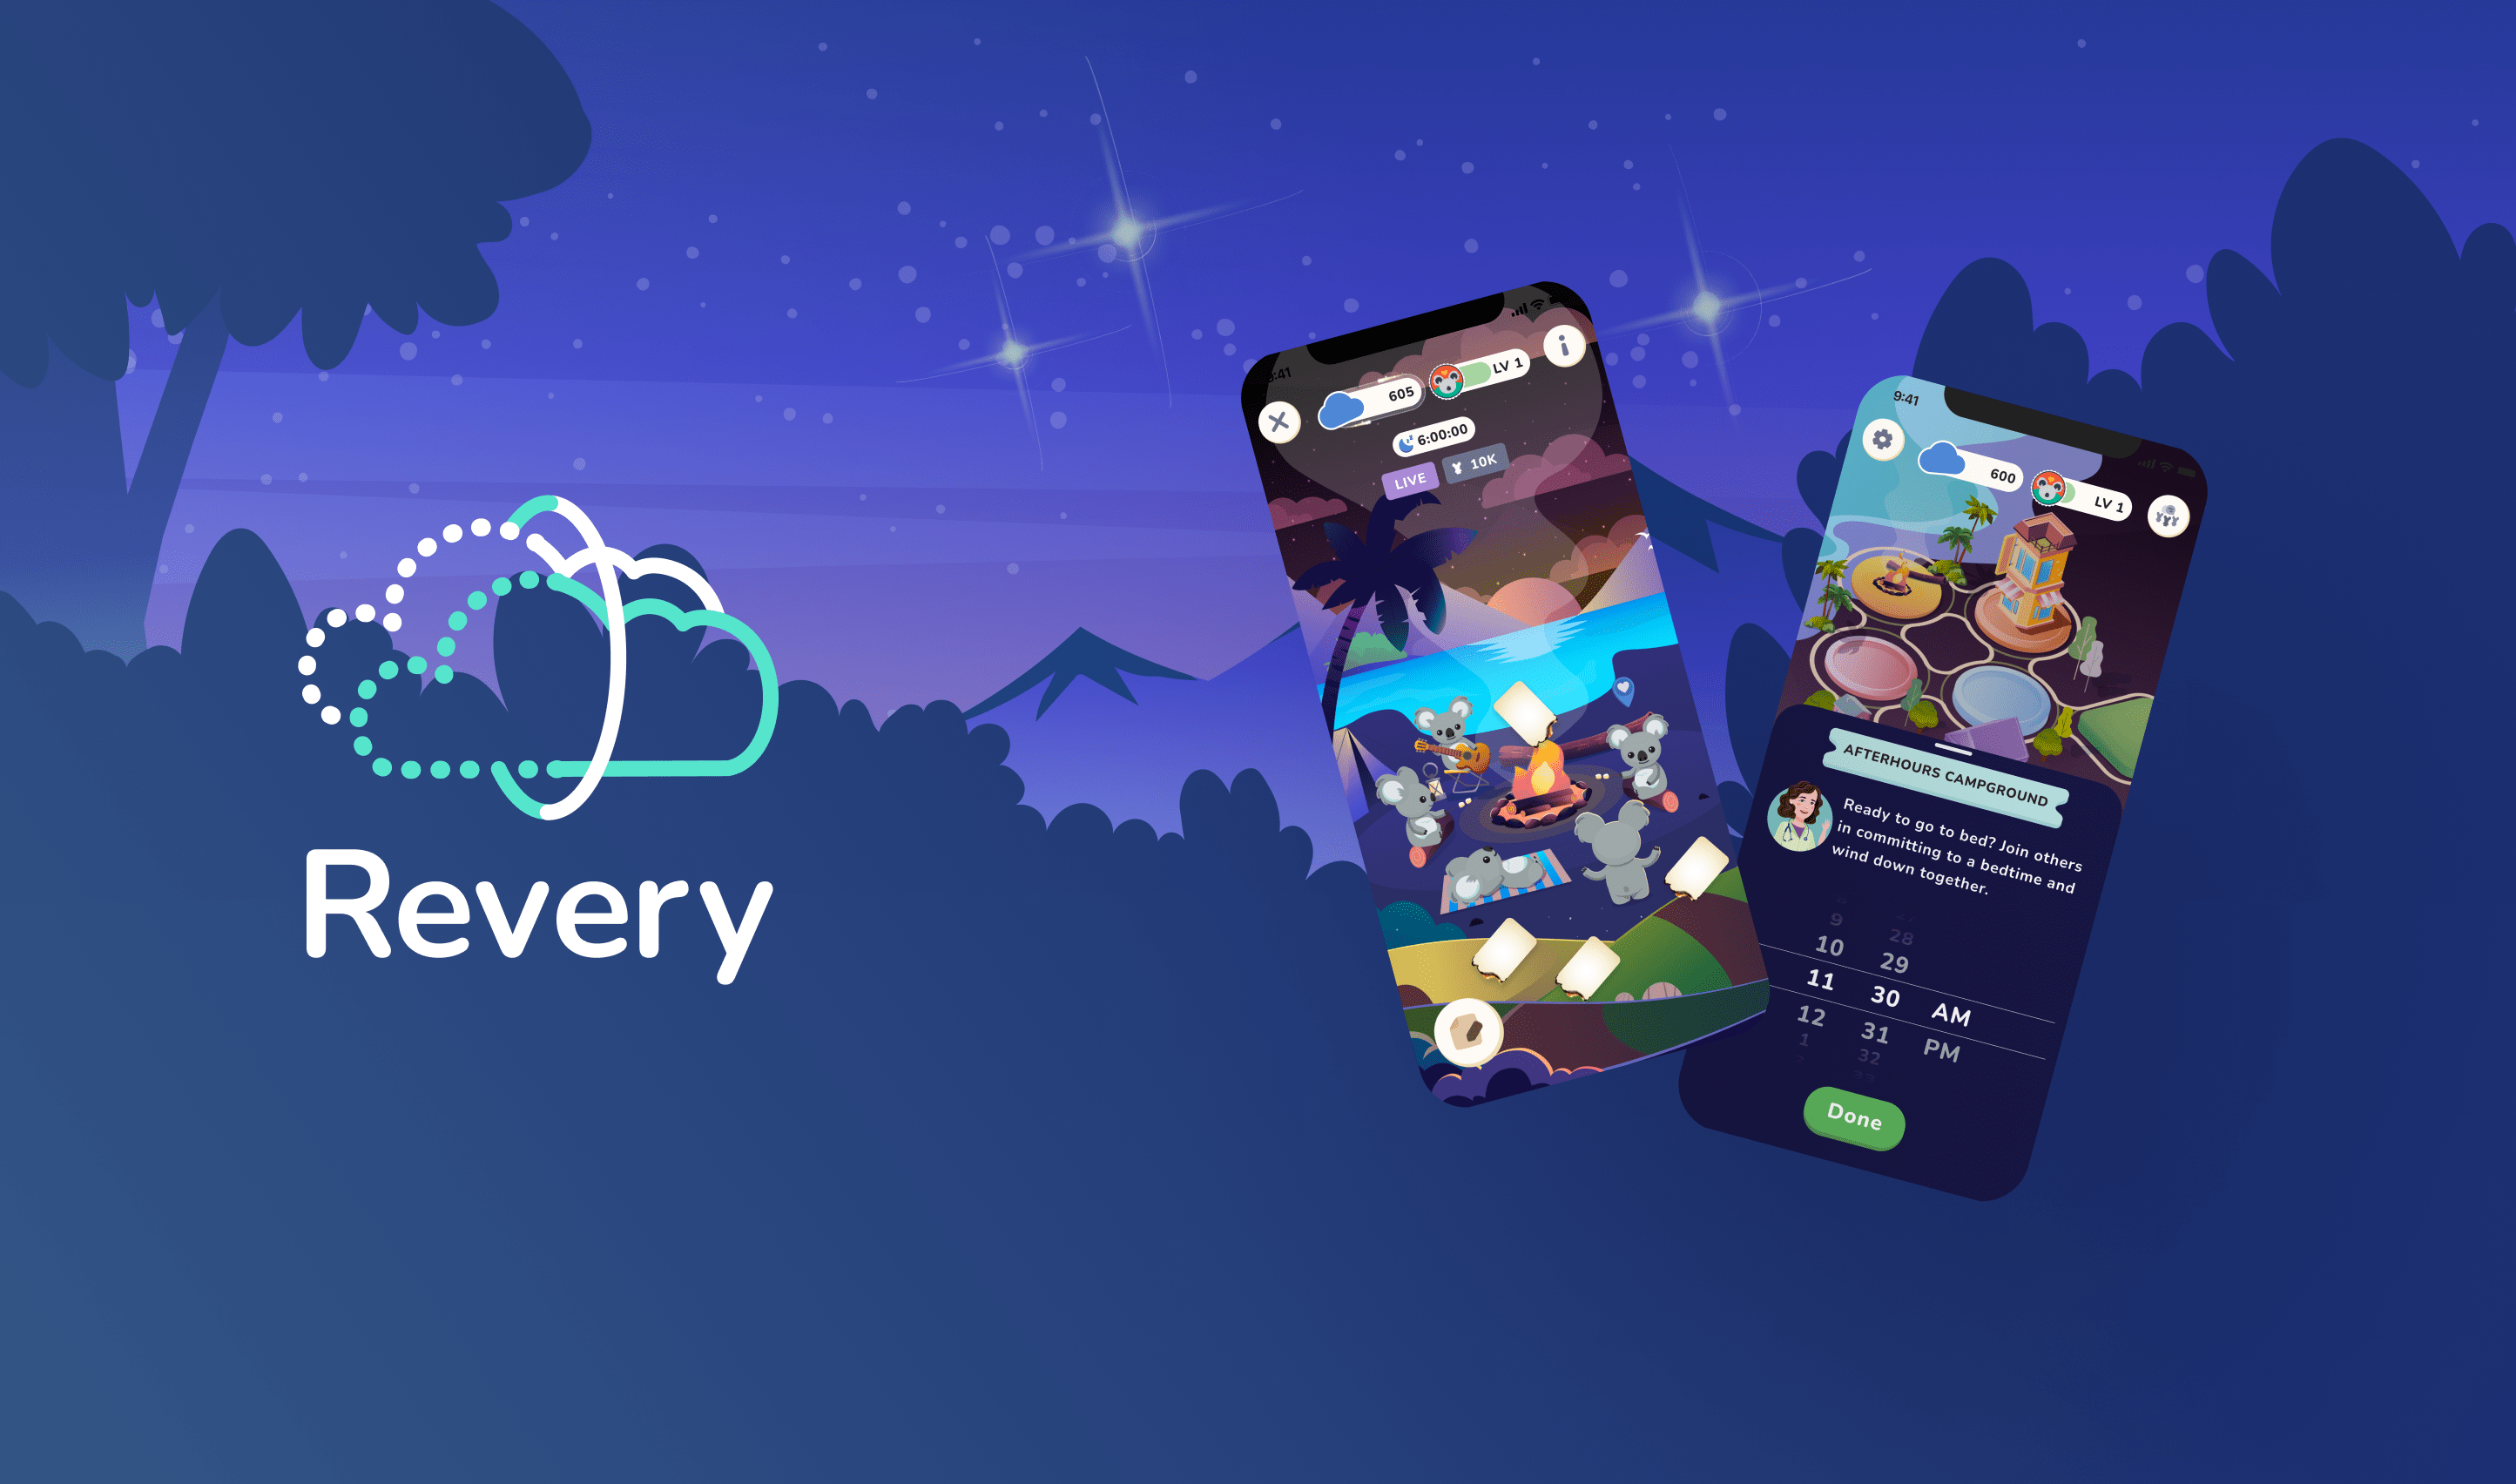 Revery
9:41
605
LV 1
6:00:00
LIVE
10K
9:41
600
LV 1
AFTERHOURS CAMPGROUND
Ready to go to bed? Join others
in committing to a bedtime and
wind down together.
9 28
10 29
11 30 AM
12 31 PM
1 32
33
Done